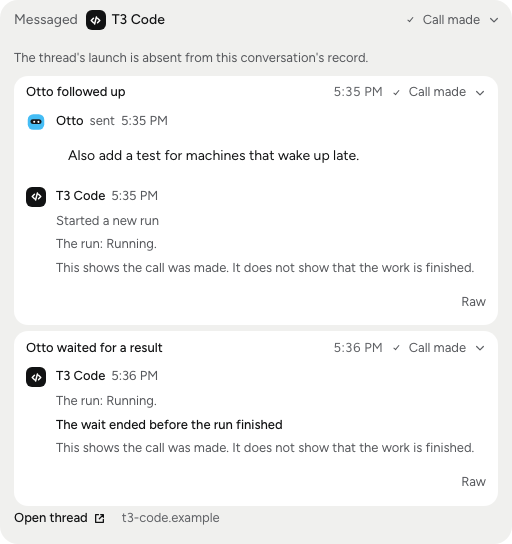 Messaged T3 Code Call made
The thread's launch is absent from this conversation's record.
Otto followed up 5:35 PM Call made
Otto sent 5:35 PM
Also add a test for machines that wake up late.
T3 Code 5:35 PM
Started a new run
The run: Running.
This shows the call was made. It does not show that the work is finished.
Raw
Otto waited for a result 5:36 PM Call made
T3 Code 5:36 PM
The run: Running.
The wait ended before the run finished
This shows the call was made. It does not show that the work is finished.
Raw
Open thread t3-code.example